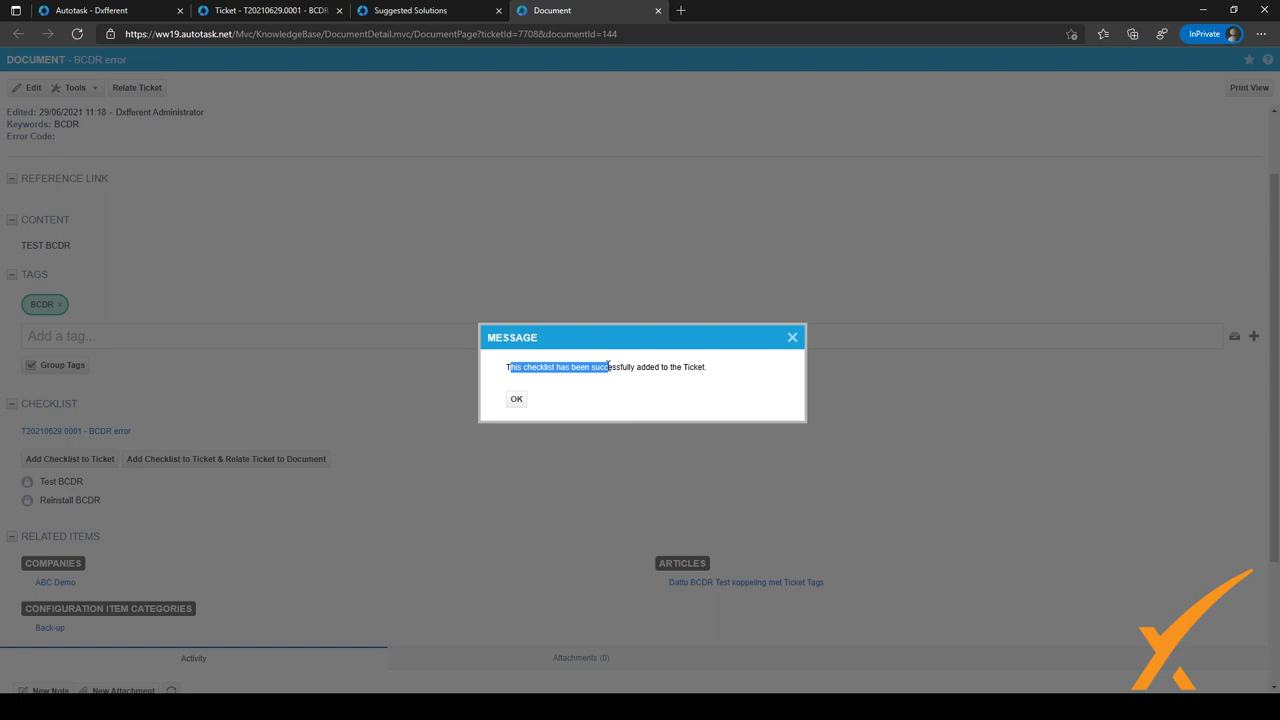 Autotask - Dxfferent
Ticket - T20210629.0001 - BCDR
Suggested Solutions
Document
https://ww19.autotask.net/Mvc/KnowledgeBase/DocumentDetail.mvc/DocumentPage?ticketId=7708&documentId=144
InPrivate
DOCUMENT - BCDR error
Edit
Tools
Relate Ticket
Print View
Edited: 29/06/2021 11:18 - Dxfferent Administrator
Keywords: BCDR
Error Code:
REFERENCE LINK
CONTENT
TEST BCDR
TAGS
BCDR ×
Add a tag...
Group Tags
MESSAGE
This checklist has been successfully added to the Ticket.
OK
CHECKLIST
T20210629.0001 - BCDR error
Add Checklist to Ticket
Add Checklist to Ticket & Relate Ticket to Document
Test BCDR
Reinstall BCDR
RELATED ITEMS
COMPANIES
ABC Demo
ARTICLES
Datto BCDR Test koppeling met Ticket Tags
CONFIGURATION ITEM CATEGORIES
Back-up
Activity
Attachments (0)
New Note
New Attachment